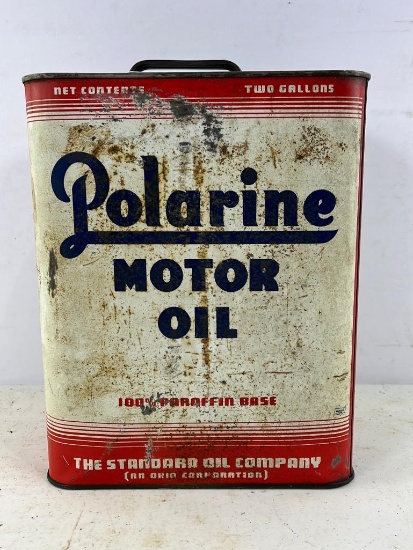 NET CONTENTS TWO GALLONS
Polarine
MOTOR
OIL
100% PARAFFIN BASE
THE STANDARD OIL COMPANY
(AN OHIO CORPORATION)